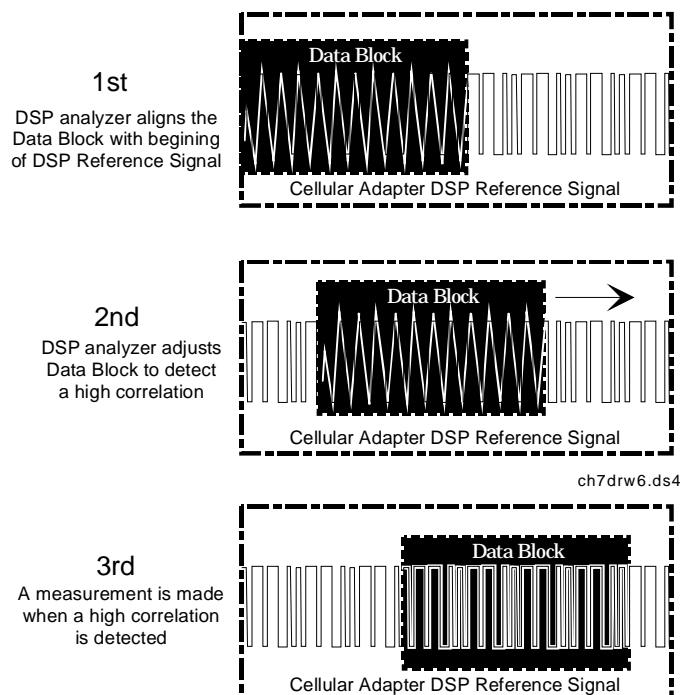 Data Block
1st
DSP analyzer aligns the
Data Block with begining
of DSP Reference Signal
Cellular Adapter DSP Reference Signal
Data Block
2nd
DSP analyzer adjusts
Data Block to detect
a high correlation
Cellular Adapter DSP Reference Signal
ch7drw6.ds4
Data Block
3rd
A measurement is made
when a high correlation
is detected
Cellular Adapter DSP Reference Signal